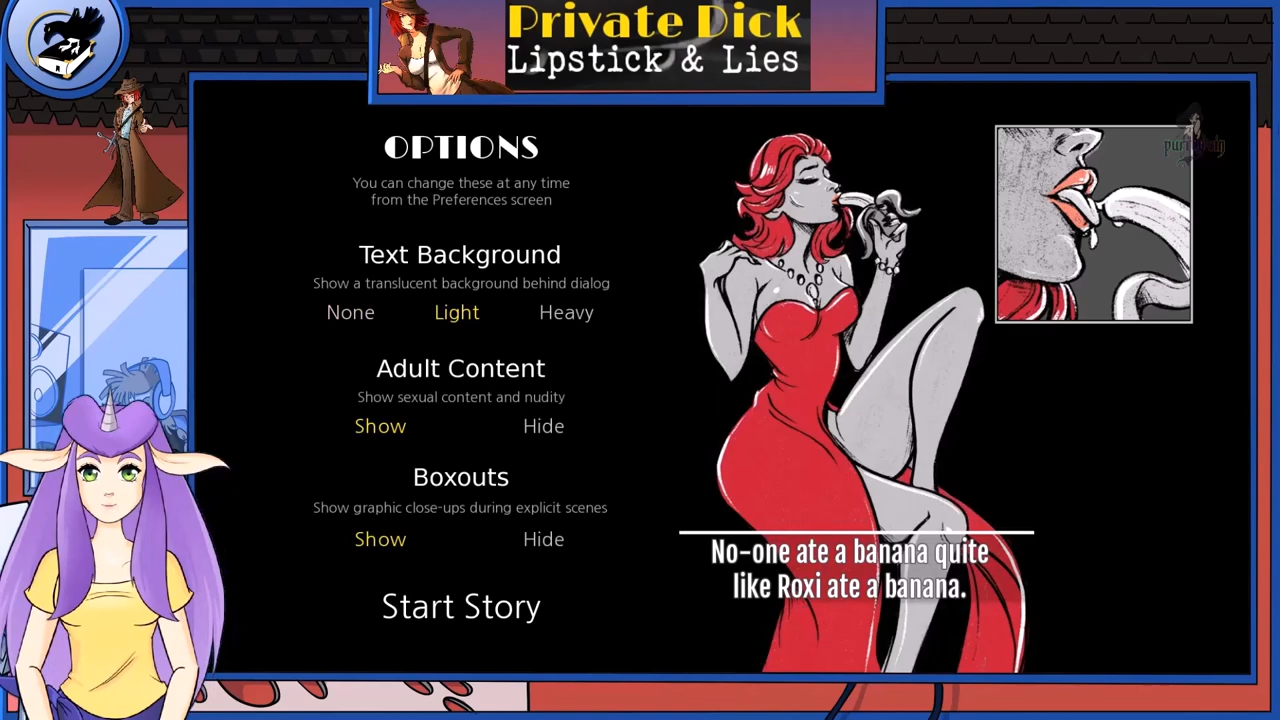 Private Dick
Lipstick & Lies
OPTIONS
You can change these at any time
from the Preferences screen
Text Background
Show a translucent background behind dialog
None Light Heavy
Adult Content
Show sexual content and nudity
Show Hide
Boxouts
Show graphic close-ups during explicit scenes
Show Hide
Start Story
No-one ate a banana quite
like Roxi ate a banana.